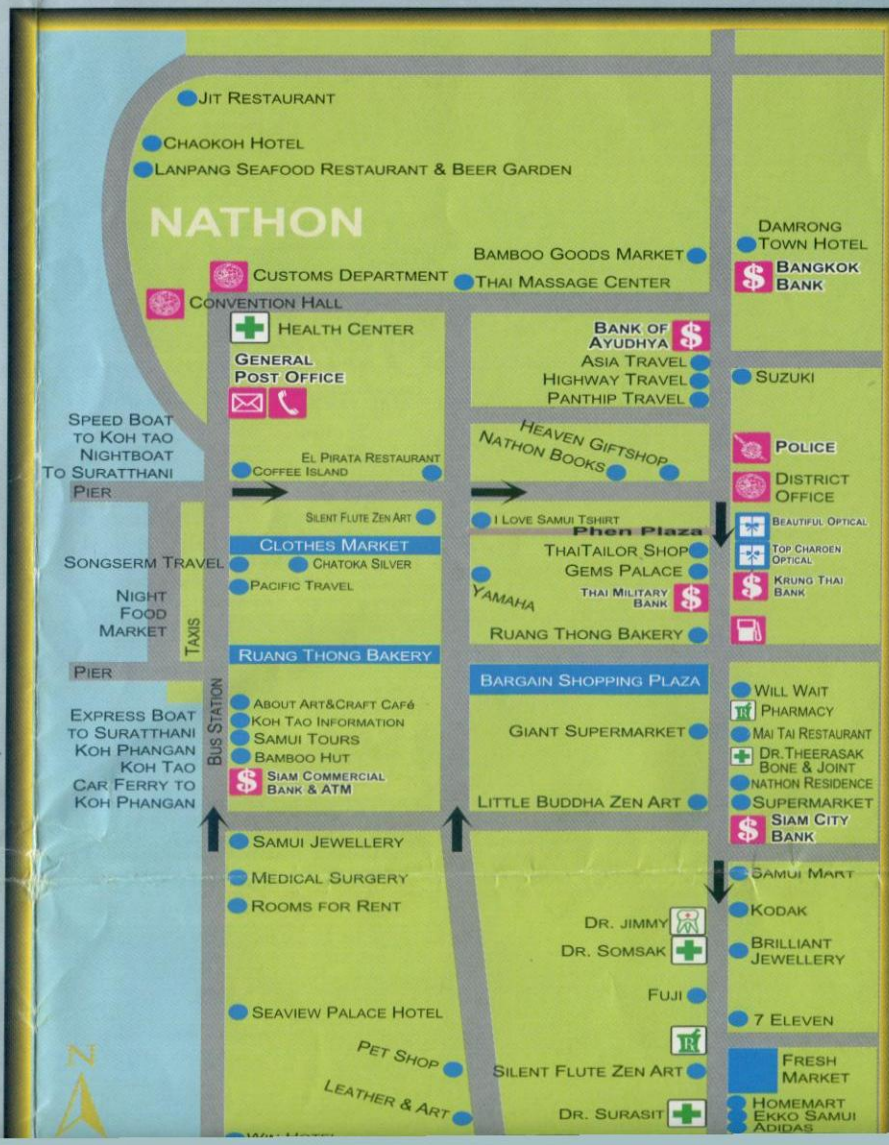 JIT RESTAURANT
CHAOKOH HOTEL
LANPANG SEAFOOD RESTAURANT & BEER GARDEN
NATHON
DAMRONG
TOWN HOTEL
BAMBOO GOODS MARKET
BANGKOK
BANK
CUSTOMS DEPARTMENT
THAI MASSAGE CENTER
CONVENTION HALL
HEALTH CENTER
BANK OF
AYUDHYA
GENERAL
POST OFFICE
ASIA TRAVEL
HIGHWAY TRAVEL
PANTHIP TRAVEL
SUZUKI
SPEED BOAT
TO KOH TAO
NIGHTBOAT
TO SURATTHANI
PIER
EL PIRATA RESTAURANT
COFFEE ISLAND
HEAVEN GIFTSHOP
NATHON BOOKS
POLICE
DISTRICT
OFFICE
SILENT FLUTE ZEN ART
I LOVE SAMUI TSHIRT
Phen Plaza
BEAUTIFUL OPTICAL
CLOTHES MARKET
THAITAILOR SHOP
TOP CHAROEN
OPTICAL
SONGSERM TRAVEL
CHATOKA SILVER
GEMS PALACE
PACIFIC TRAVEL
YAMAHA
THAI MILITARY
BANK
KRUNG THAI
BANK
NIGHT
FOOD
MARKET
TAXIS
RUANG THONG BAKERY
RUANG THONG BAKERY
PIER
BARGAIN SHOPPING PLAZA
BUS STATION
WILL WAIT
PHARMACY
MAI TAI RESTAURANT
DR.THEERASAK
BONE & JOINT
NATHON RESIDENCE
SUPERMARKET
SIAM CITY
BANK
EXPRESS BOAT
TO SURATTHANI
KOH PHANGAN
KOH TAO
CAR FERRY TO
KOH PHANGAN
ABOUT ART&CRAFT CAFé
KOH TAO INFORMATION
SAMUI TOURS
BAMBOO HUT
SIAM COMMERCIAL
BANK & ATM
GIANT SUPERMARKET
LITTLE BUDDHA ZEN ART
SAMUI JEWELLERY
MEDICAL SURGERY
ROOMS FOR RENT
SAMUI MART
KODAK
BRILLIANT
JEWELLERY
DR. JIMMY
DR. SOMSAK
FUJI
7 ELEVEN
SEAVIEW PALACE HOTEL
PET SHOP
LEATHER & ART
SILENT FLUTE ZEN ART
DR. SURASIT
FRESH
MARKET
HOMEMART
EKKO SAMUI
ADIDAS
N